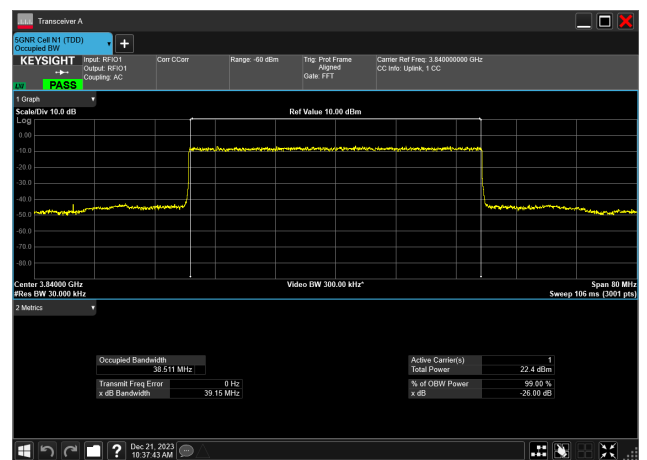 Transceiver A
5GNR Cell N1 (TDD)
Occupied BW
KEYSIGHT
LV
PASS
Input: RFIO1
Output: RFIO1
Coupling: AC
Corr CCorr
Range: -60 dBm
Trig: Prot Frame
Aligned
Gate: FFT
Carrier Ref Freq: 3.840000000 GHz
CC Info: Uplink, 1 CC
1 Graph
Scale/Div 10.0 dB
Ref Value 10.00 dBm
Log
0.00
-10.0
-20.0
-30.0
-40.0
-50.0
-60.0
-70.0
-80.0
Center 3.84000 GHz
Video BW 300.00 kHz*
Span 80 MHz
#Res BW 30.000 kHz
Sweep 106 ms (3001 pts)
2 Metrics
Occupied Bandwidth
38.511 MHz
Transmit Freq Error 0 Hz
x dB Bandwidth 39.15 MHz
Active Carrier(s) 1
Total Power 22.4 dBm
% of OBW Power 99.00 %
x dB -26.00 dB
?
Dec 21, 2023
10:37:43 AM